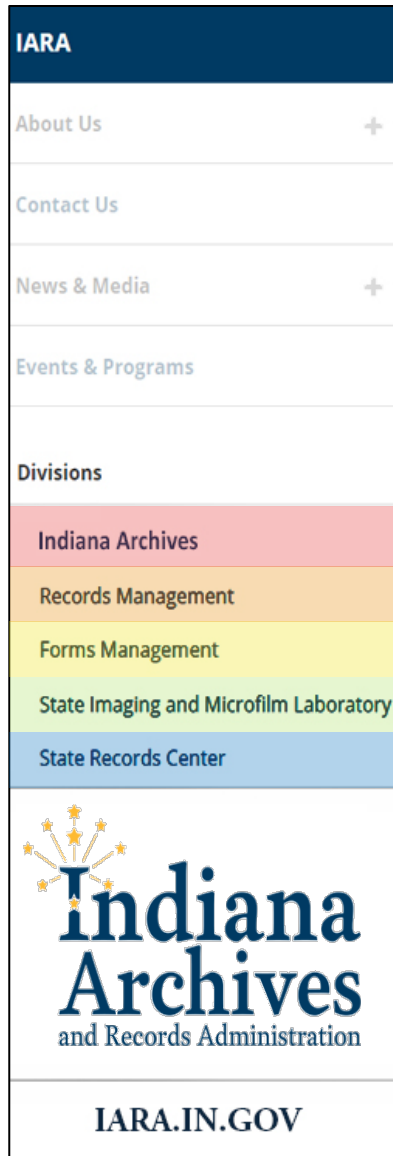 IARA
About Us +
Contact Us
News & Media +
Events & Programs
Divisions
Indiana Archives
Records Management
Forms Management
State Imaging and Microfilm Laboratory
State Records Center
Indiana
Archives
and Records Administration
IARA.IN.GOV